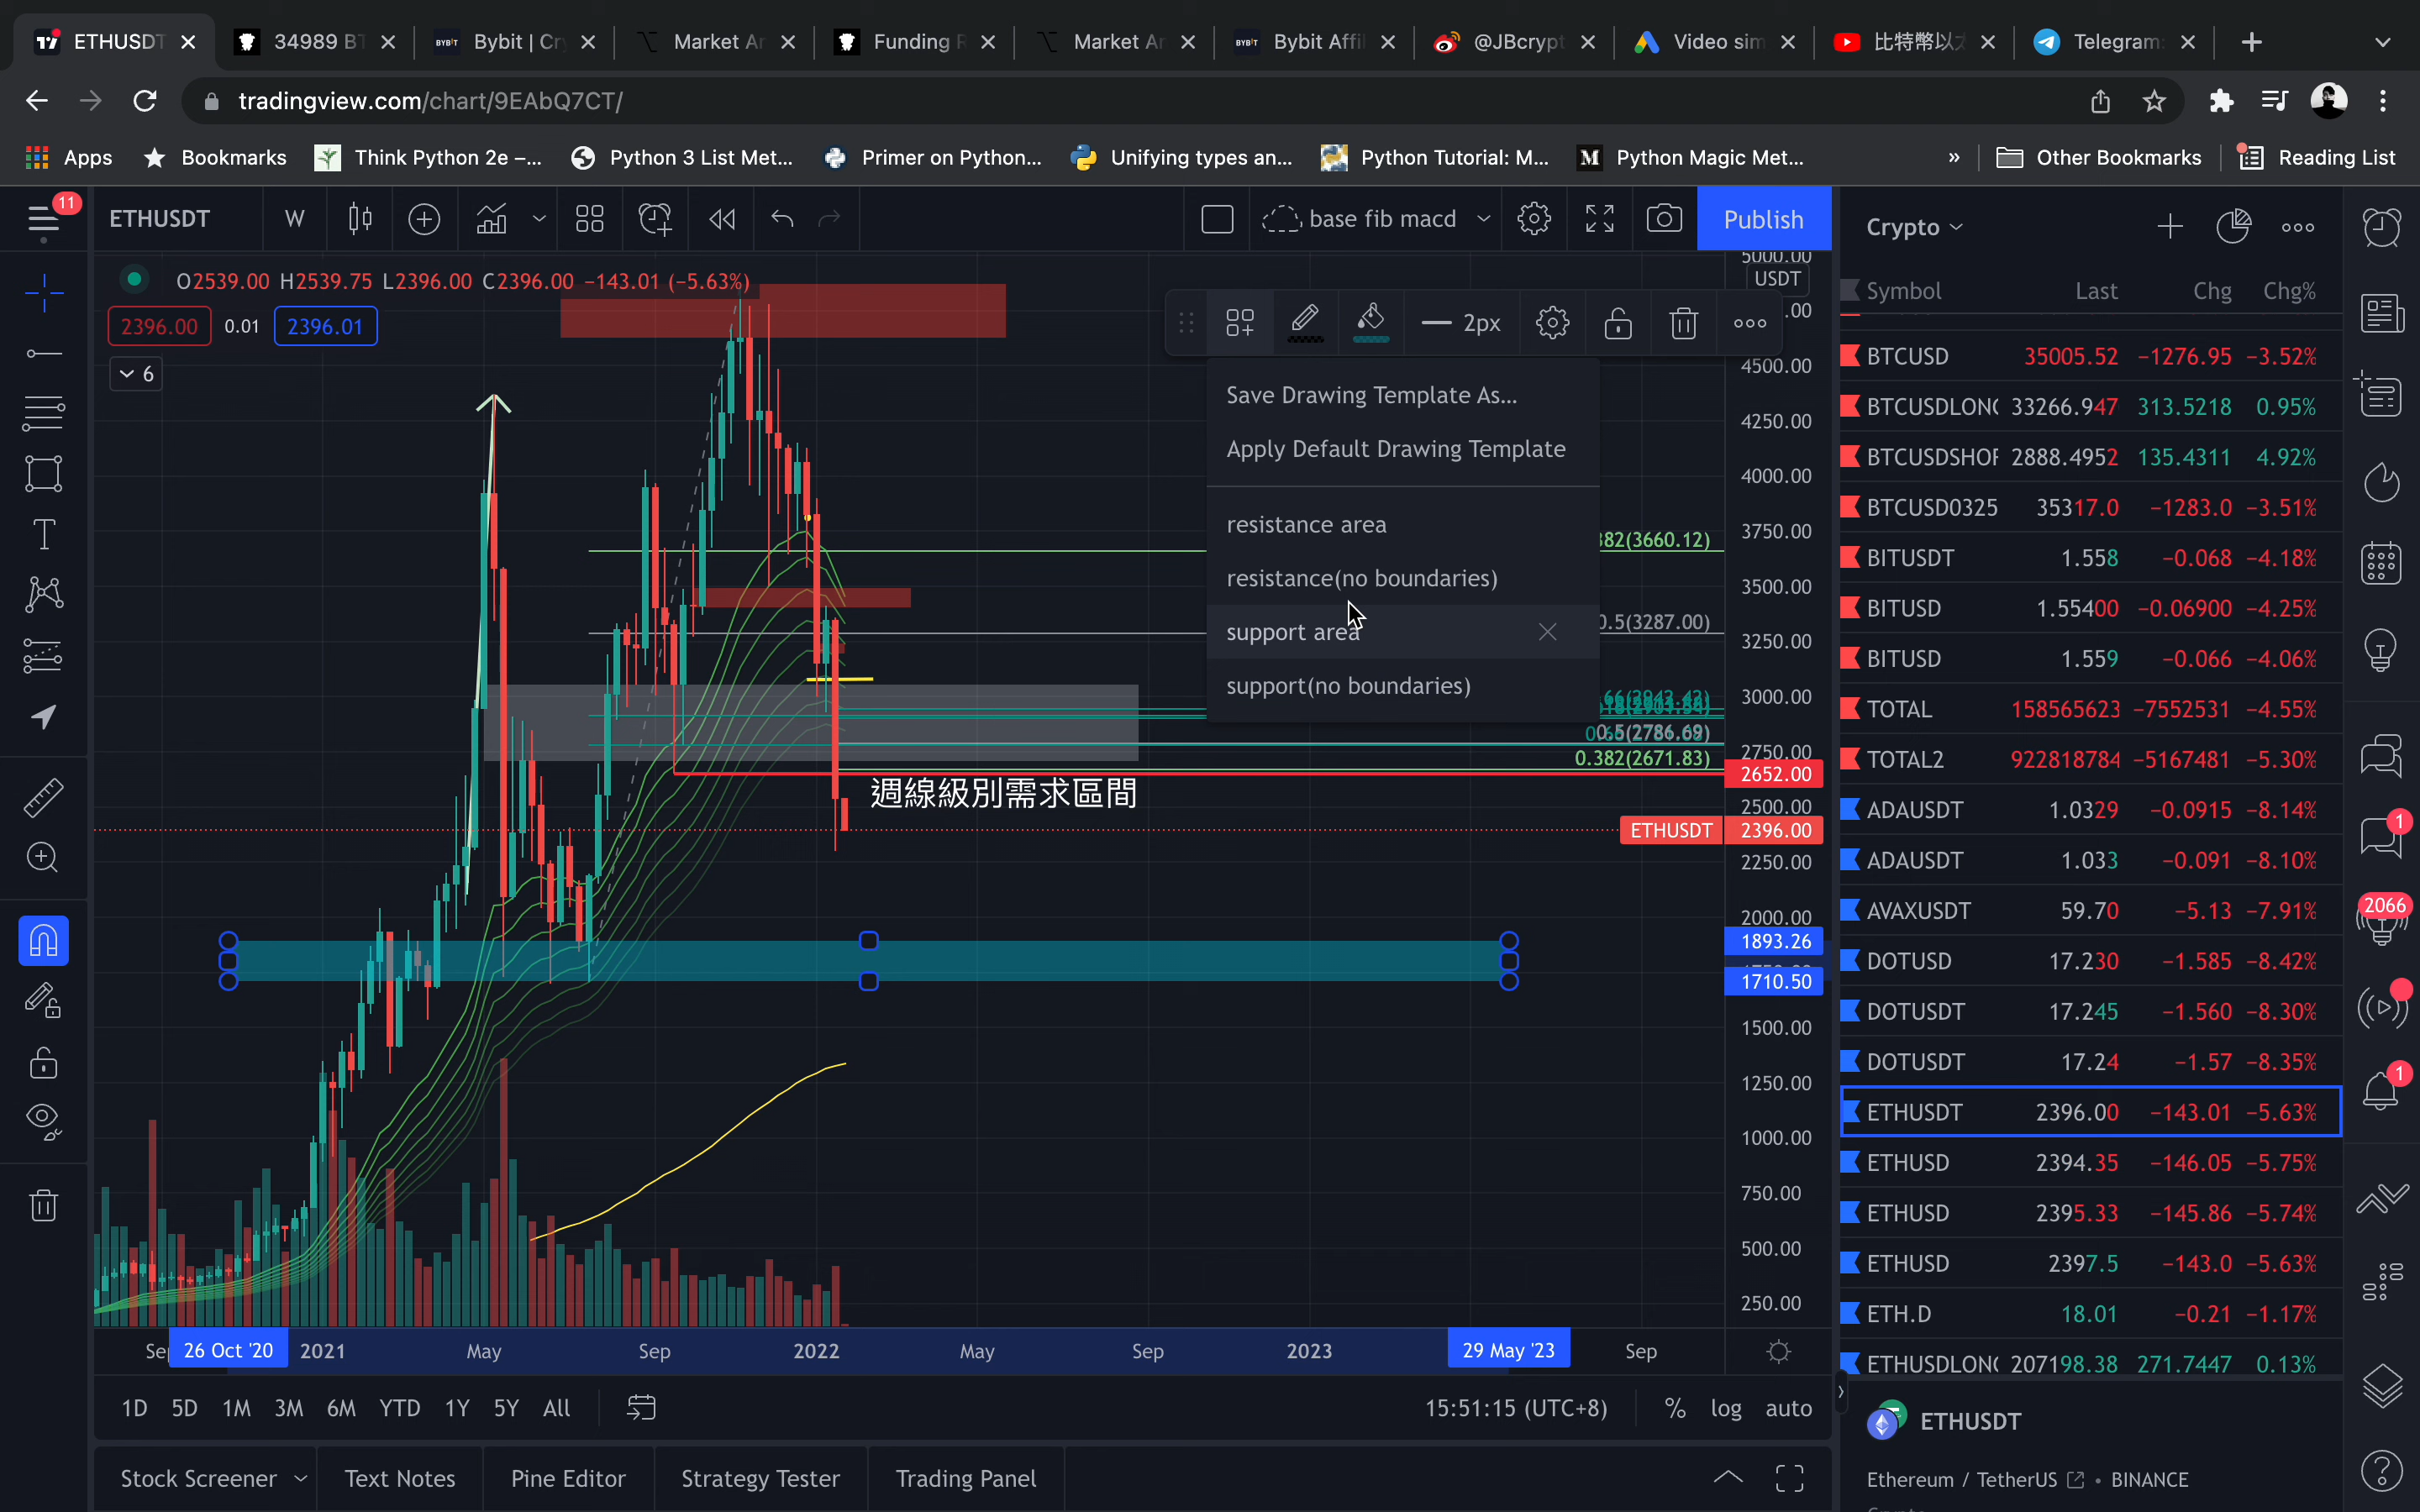 ETHUSDT
34989 BT
Bybit | Cr
Market Ar
Funding R
Market Ar
Bybit Affil
@JBcrypt
Video sim
比特幣以太
Telegram
tradingview.com/chart/9EAbQ7CT/
Apps
Bookmarks
Think Python 2e –...
Python 3 List Met...
Primer on Python...
Unifying types an...
Python Tutorial: M...
Python Magic Met...
»
Other Bookmarks
Reading List
11
ETHUSDT
W
base fib macd
Publish
O2539.00 H2539.75 L2396.00 C2396.00 −143.01 (−5.63%)
2396.00
0.01
2396.01
6
2px
Save Drawing Template As...
Apply Default Drawing Template
resistance area
resistance(no boundaries)
support area
support(no boundaries)
382(3660.12)
0.5(3287.00)
0.382(2671.83)
週線級別需求區間
5000.00
USDT
4500.00
4250.00
4000.00
3750.00
3500.00
3250.00
3000.00
2750.00
2652.00
2500.00
ETHUSDT
2396.00
2250.00
2000.00
1893.26
1710.50
1500.00
1250.00
1000.00
750.00
500.00
250.00
26 Oct '20
2021
May
Sep
2022
May
Sep
2023
29 May '23
Sep
1D 5D 1M 3M 6M YTD 1Y 5Y All
15:51:15 (UTC+8)
% log auto
Stock Screener
Text Notes
Pine Editor
Strategy Tester
Trading Panel
Crypto
Symbol Last Chg Chg%
BTCUSD 35005.52 −1276.95 −3.52%
BTCUSDLONG 33266.947 313.5218 0.95%
BTCUSDSHOR 2888.4952 135.4311 4.92%
BTCUSD0325 35317.0 −1283.0 −3.51%
BITUSDT 1.558 −0.068 −4.18%
BITUSD 1.55400 −0.06900 −4.25%
BITUSD 1.559 −0.066 −4.06%
TOTAL 158565623 −7552531 −4.55%
TOTAL2 922818784 −5167481 −5.30%
ADAUSDT 1.0329 −0.0915 −8.14%
ADAUSDT 1.033 −0.091 −8.10%
AVAXUSDT 59.70 −5.13 −7.91%
DOTUSD 17.230 −1.585 −8.42%
DOTUSDT 17.245 −1.560 −8.30%
DOTUSDT 17.24 −1.57 −8.35%
ETHUSDT 2396.00 −143.01 −5.63%
ETHUSD 2394.35 −146.05 −5.75%
ETHUSD 2395.33 −145.86 −5.74%
ETHUSD 2397.5 −143.0 −5.63%
ETH.D 18.01 −0.21 −1.17%
ETHUSDLONG 207198.38 271.7447 0.13%
ETHUSDT
Ethereum / TetherUS • BINANCE
1
2066
1